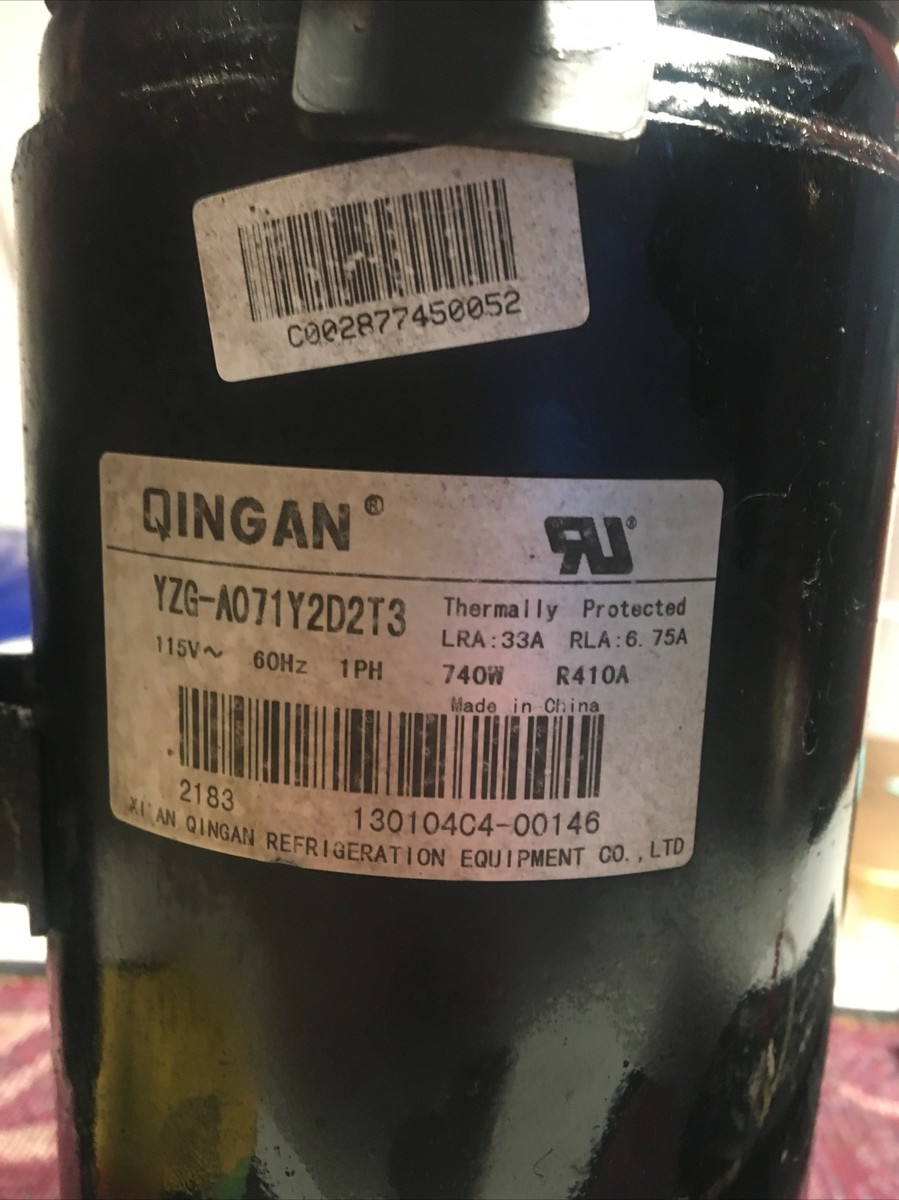 C002877450052
QINGAN®
RU®
YZG-A071Y2D2T3
Thermally Protected
LRA:33A RLA:6.75A
115V~ 60Hz 1PH
740W R410A
Made in China
2183
130104C4-00146
XI'AN QINGAN REFRIGERATION EQUIPMENT CO.,LTD